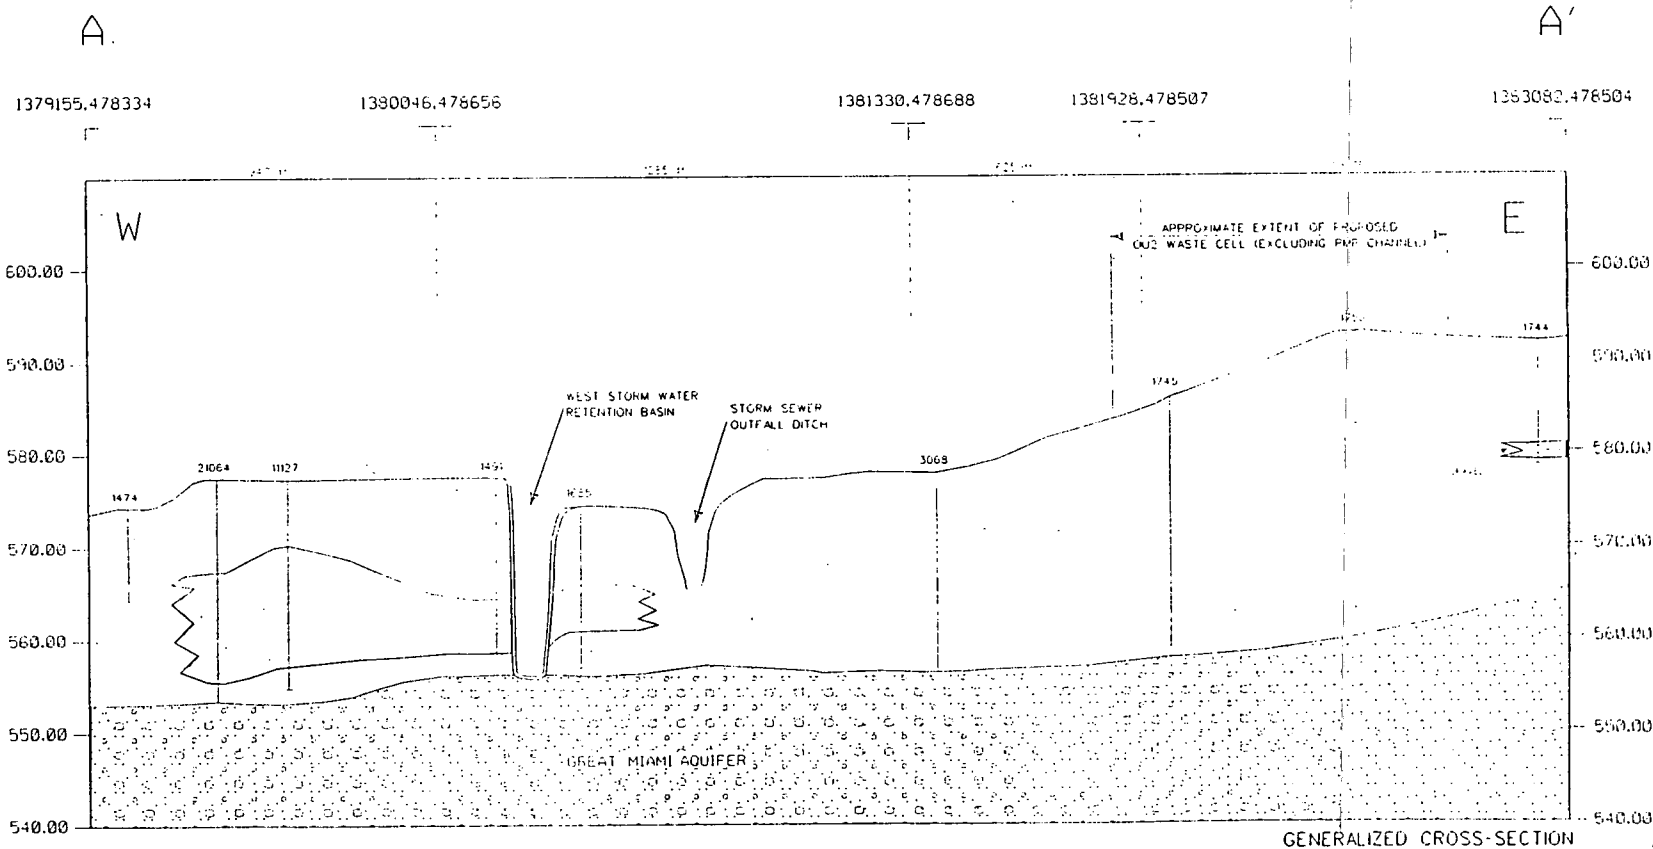 A A'
1379155,478334 1380046,478656 1381330,478688 1381928,478507 1383082,478504
W E
APPROXIMATE EXTENT OF PROPOSED
OU2 WASTE CELL (EXCLUDING CHANNEL)
600.00 600.00
1744
590.00 590.00
1745
WEST STORM WATER
RETENTION BASIN
STORM SEWER
OUTFALL DITCH
580.00 580.00
21064 11127 1491 3068
1474
570.00 570.00
560.00 560.00
550.00 550.00
GREAT MIAMI AQUIFER
540.00 540.00
GENERALIZED CROSS-SECTION